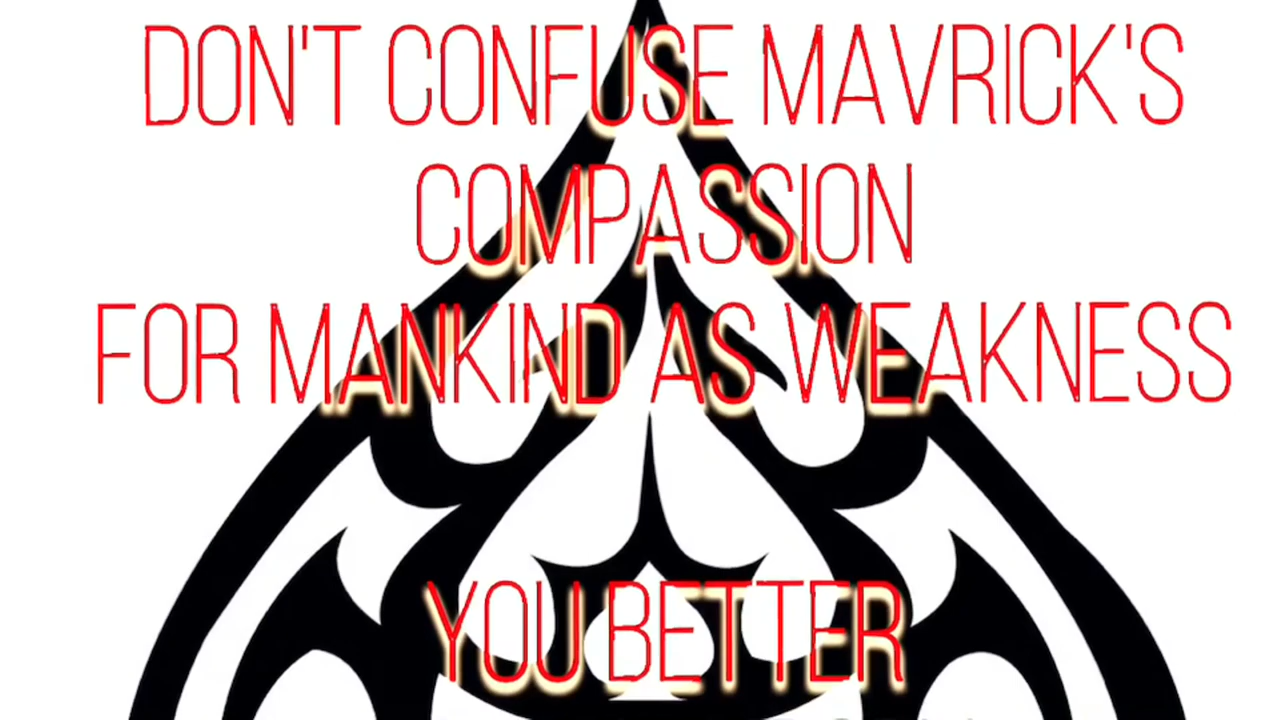 DON'T CONFUSE MAVRICK'S
COMPASSION
FOR MANKIND AS WEAKNESS
YOU BETTER